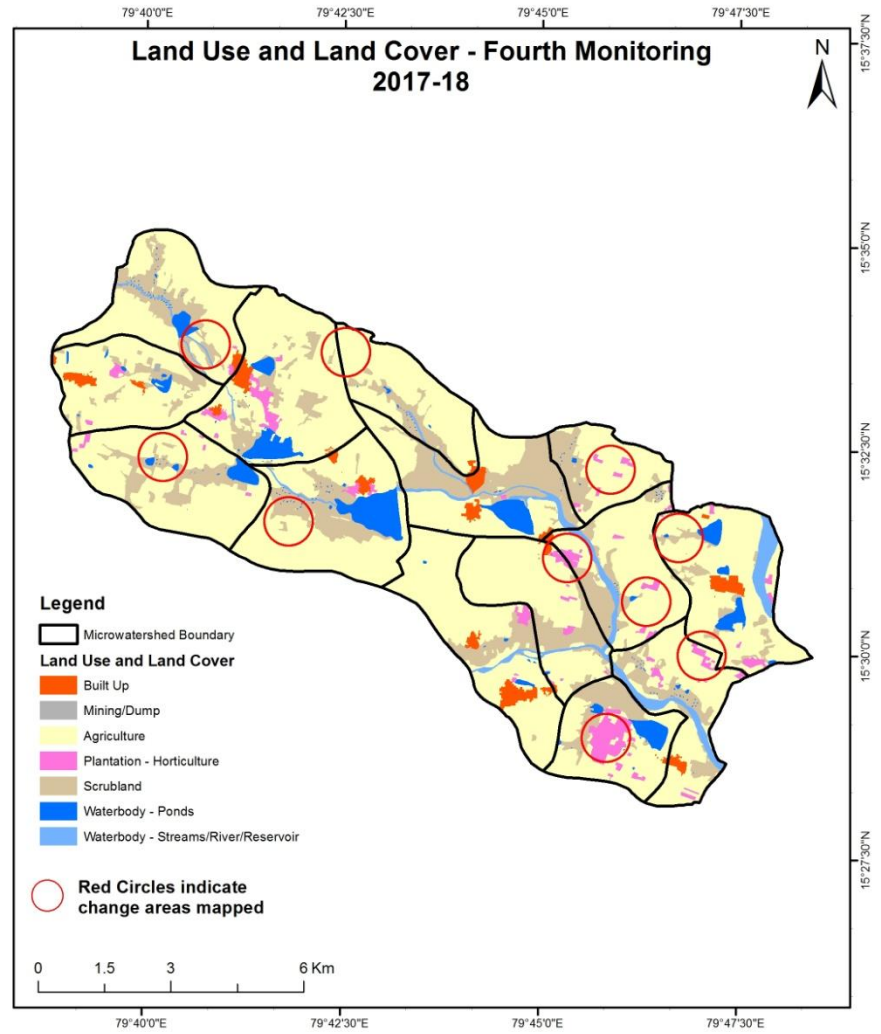 79°40'0"E 79°42'30"E 79°45'0"E 79°47'30"E
Land Use and Land Cover - Fourth Monitoring
2017-18
N
15°37'30"N
15°35'0"N
15°32'30"N
15°30'0"N
15°27'30"N
Legend
Microwatershed Boundary
Land Use and Land Cover
Built Up
Mining/Dump
Agriculture
Plantation - Horticulture
Scrubland
Waterbody - Ponds
Waterbody - Streams/River/Reservoir
Red Circles indicate
change areas mapped
0 1.5 3 6 Km
79°40'0"E 79°42'30"E 79°45'0"E 79°47'30"E